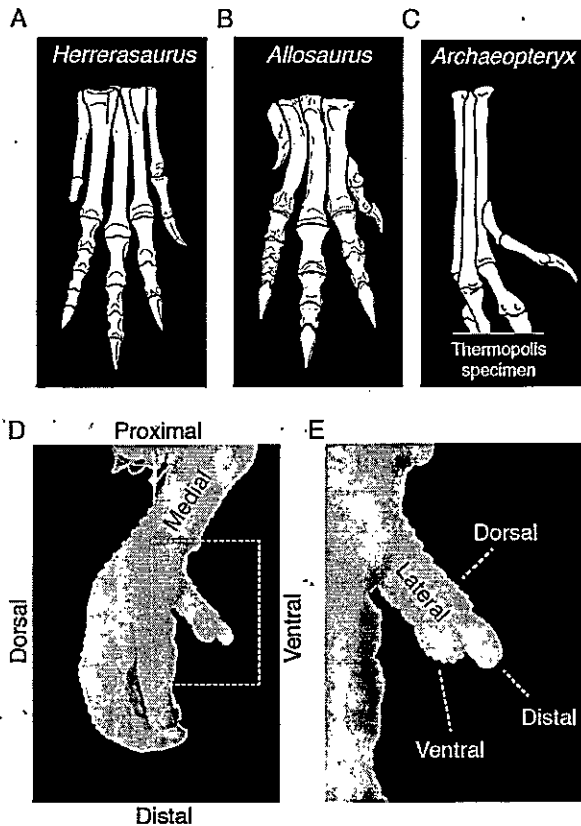 A
B
C
Herrerasaurus
Allosaurus
Archaeopteryx
Thermopolis
specimen
D
Proximal
E
Medial
Dorsal
Ventral
Distal
Lateral
Dorsal
Distal
Ventral